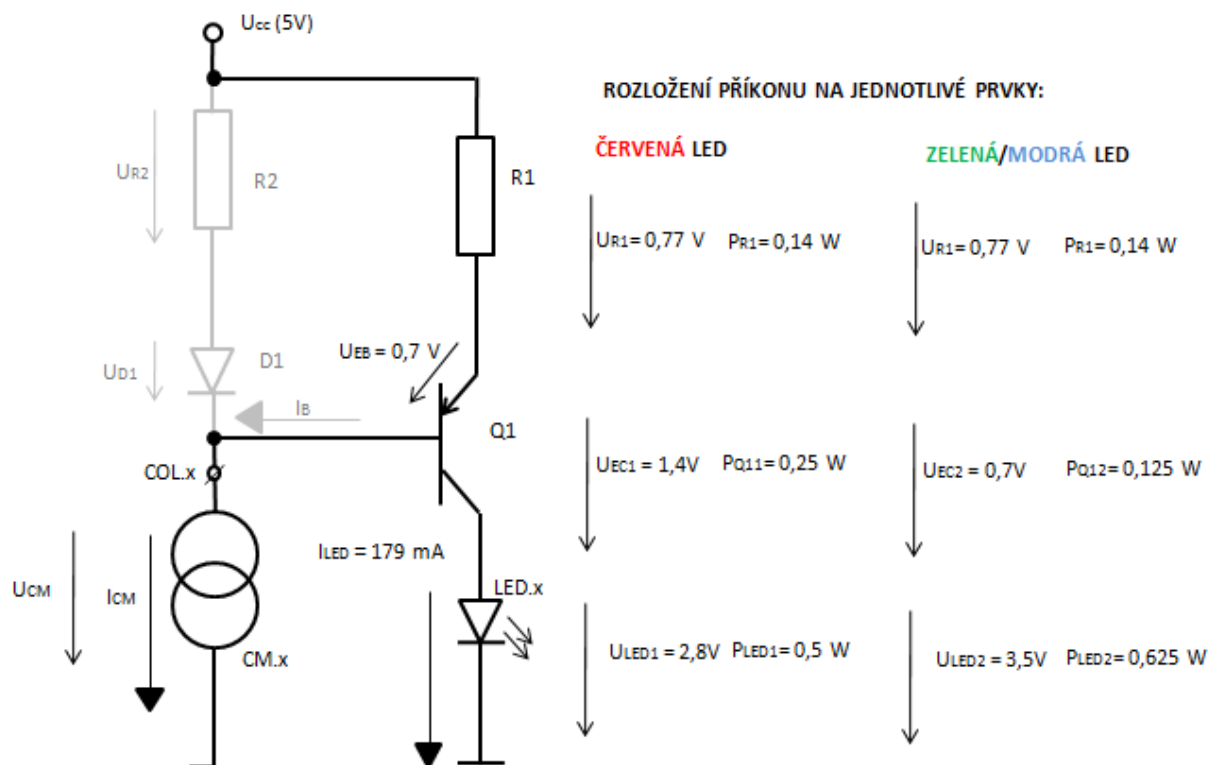 Ucc (5V)
ROZLOŽENÍ PŘÍKONU NA JEDNOTLIVÉ PRVKY:
ČERVENÁ LED
ZELENÁ/MODRÁ LED
UR2
R2
R1
UR1= 0,77 V PR1= 0,14 W
UR1= 0,77 V PR1= 0,14 W
UD1
D1
UEB = 0,7 V
IB
Q1
UEC1 = 1,4V PQ11= 0,25 W
UEC2 = 0,7V PQ12= 0,125 W
COL.x
ILED = 179 mA
UCM
ICM
LED.x
CM.x
ULED1 = 2,8V PLED1= 0,5 W
ULED2 = 3,5V PLED2= 0,625 W